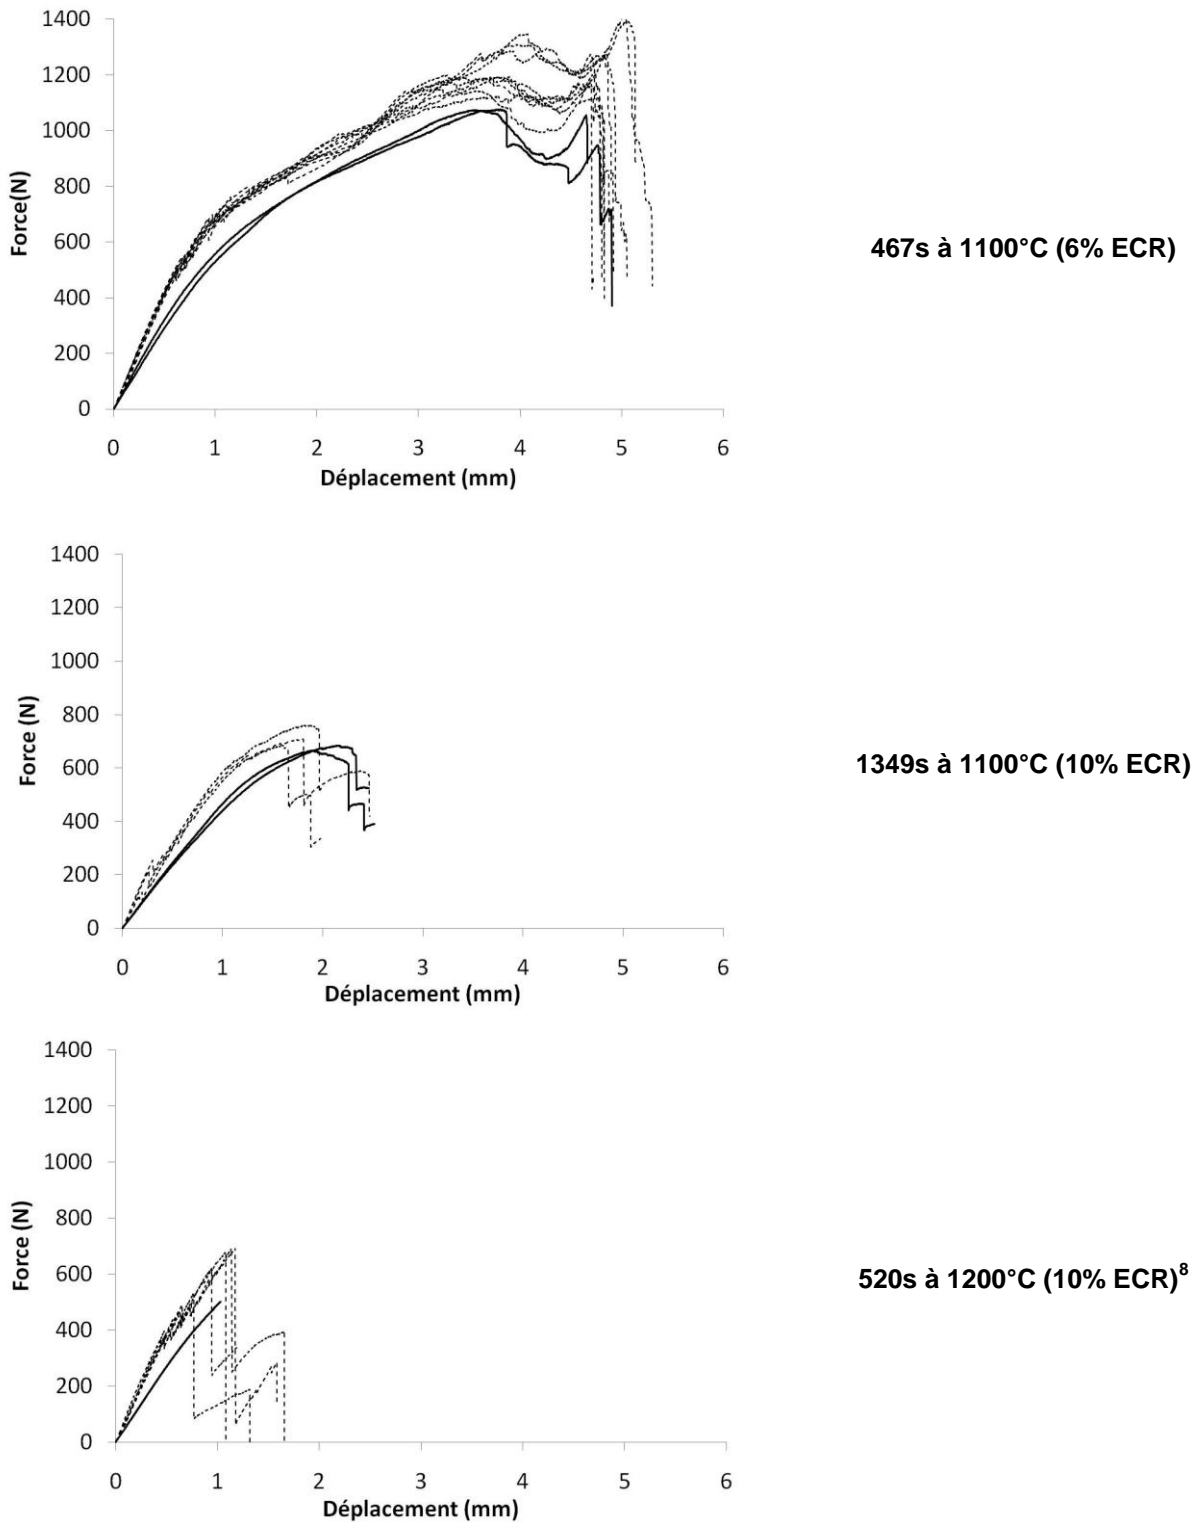 1400
1200
1000
800
600
400
200
0
Force(N)
0 1 2 3 4 5 6
Déplacement (mm)
467s à 1100°C (6% ECR)
1400
1200
1000
800
600
400
200
0
Force (N)
0 1 2 3 4 5 6
Déplacement (mm)
1349s à 1100°C (10% ECR)
1400
1200
1000
800
600
400
200
0
Force (N)
0 1 2 3 4 5 6
Déplacement (mm)
520s à 1200°C (10% ECR)⁸